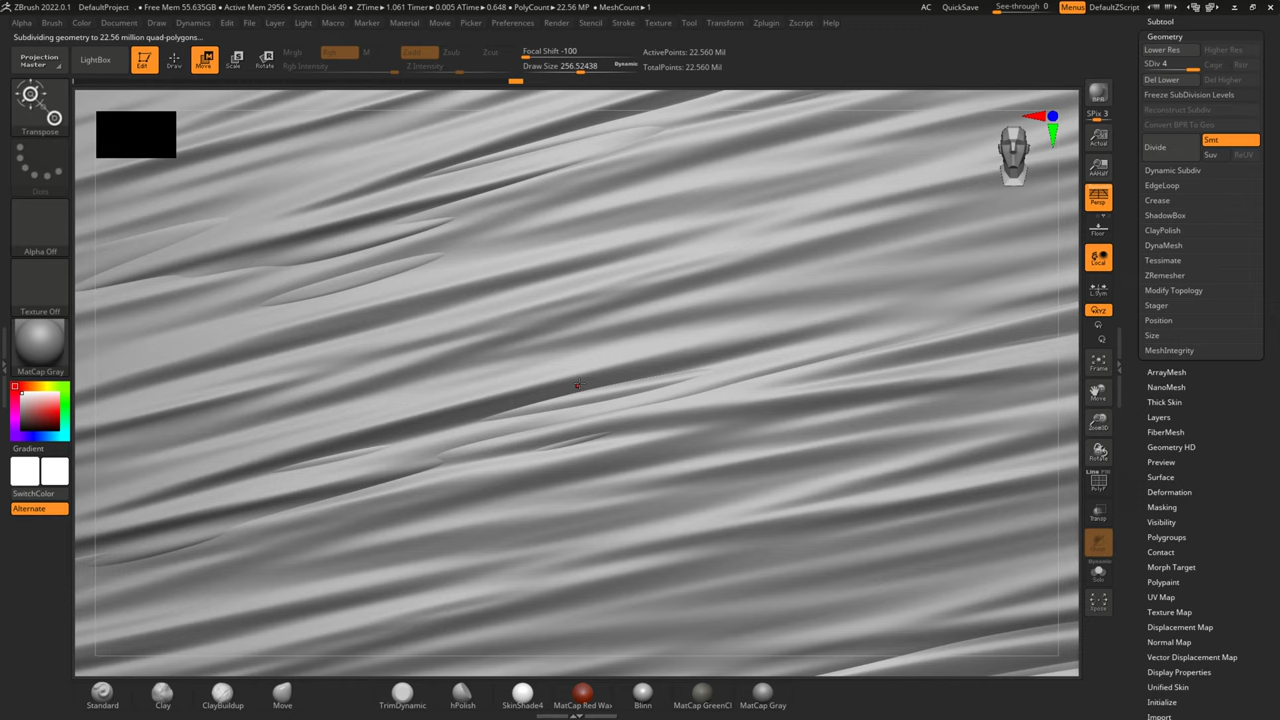 ZBrush 2022.0.1 DefaultProject • Free Mem 55.635GB • Active Mem 2956 • Scratch Disk 49 • ZTime ▸ 1.061 Timer ▸ 0.005 ATime ▸ 0.648 • PolyCount ▸ 22.56 MP • MeshCount ▸ 1 AC QuickSave See-through 0 Menus DefaultZScript
Alpha Brush Color Document Draw Dynamics Edit File Layer Light Macro Marker Material Movie Picker Preferences Render Stencil Stroke Texture Tool Transform Zplugin Zscript Help
Subdividing geometry to 22.56 million quad-polygons...
Projection Master
LightBox
Edit
Draw
Move
Scale
Rotate
Mrgb Rgb M
Rgb Intensity
Zadd Zsub Zcut
Z Intensity
Focal Shift -100
Draw Size 256.52438 Dynamic
ActivePoints: 22.560 Mil
TotalPoints: 22.560 Mil
Transpose
Dots
Alpha Off
Texture Off
MatCap Gray
Gradient
SwitchColor
Alternate
BPR
SPix 3
Actual
AAHalf
Persp
Floor
Local
L.Sym
XYZ
Frame
Move
Zoom3D
Rotate
Line Fill
PolyF
Transp
Dynamic
Solo
Xpose
Subtool
Geometry
Lower Res Higher Res
SDiv 4 Cage Rstr
Del Lower Del Higher
Freeze SubDivision Levels
Reconstruct Subdiv
Convert BPR To Geo
Divide Smt
Suv ReUV
Dynamic Subdiv
EdgeLoop
Crease
ShadowBox
ClayPolish
DynaMesh
Tessimate
ZRemesher
Modify Topology
Stager
Position
Size
MeshIntegrity
ArrayMesh
NanoMesh
Thick Skin
Layers
FiberMesh
Geometry HD
Preview
Surface
Deformation
Masking
Visibility
Polygroups
Contact
Morph Target
Polypaint
UV Map
Texture Map
Displacement Map
Normal Map
Vector Displacement Map
Display Properties
Unified Skin
Initialize
Import
Standard Clay ClayBuildup Move TrimDynamic hPolish SkinShade4 MatCap Red Wax Blinn MatCap GreenCl MatCap Gray